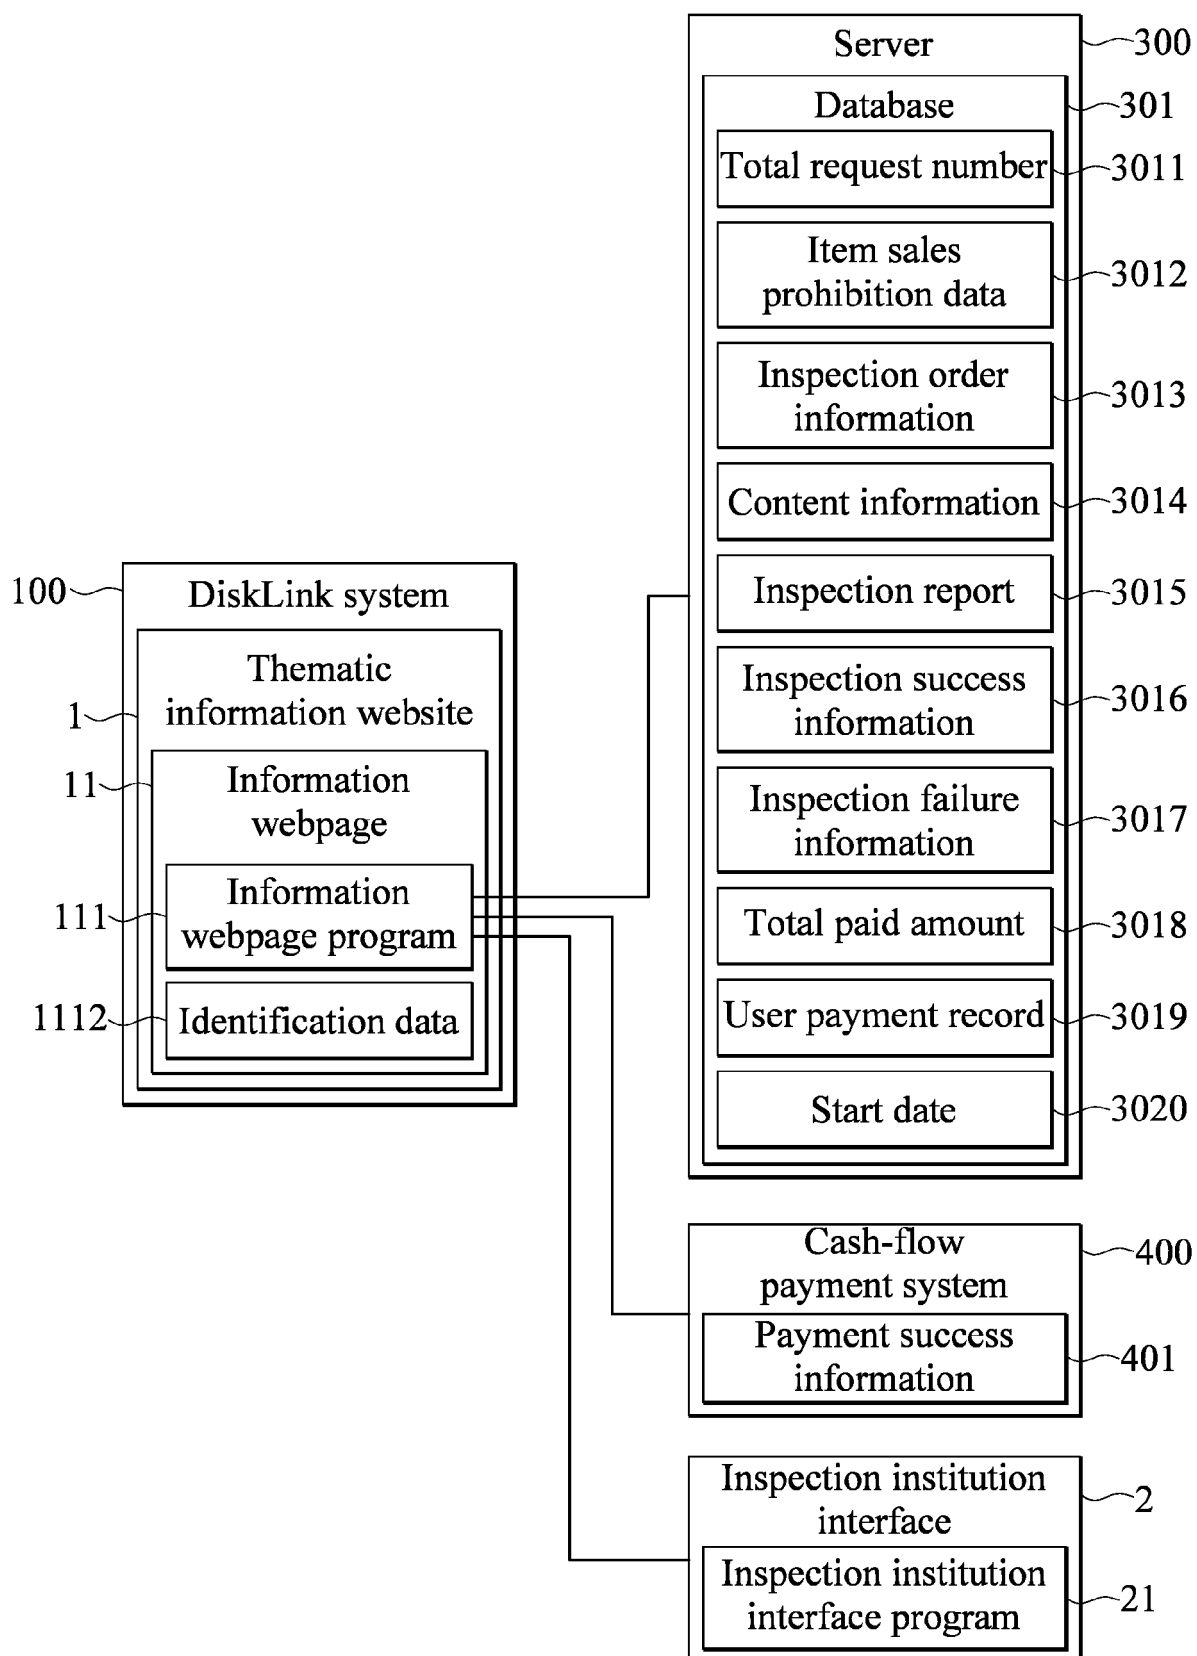 Server
300
Database
301
Total request number
3011
Item sales
prohibition data
3012
Inspection order
information
3013
Content information
3014
Inspection report
3015
Inspection success
information
3016
Inspection failure
information
3017
Total paid amount
3018
User payment record
3019
Start date
3020
100
DiskLink system
Thematic
information website
1
11
Information
webpage
111
Information
webpage program
1112
Identification data
Cash-flow
payment system
400
Payment success
information
401
Inspection institution
interface
2
Inspection institution
interface program
21